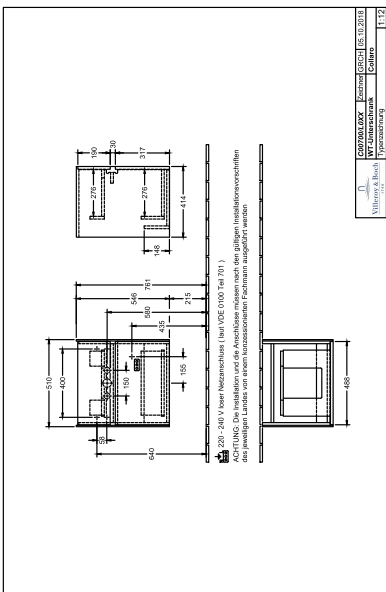 510
400
58
150
155
640
435
580
546
215
761
190
30
317
276
276
148
414
220 - 240 V loser Netzanschluss ( laut VDE 0100 Teil 701 )
ACHTUNG: Die Installation und die Anschlüsse müssen nach den gültigen Installationsvorschriften
des jeweiligen Landes von einem konzessionierten Fachmann ausgeführt werden
488
Villeroy & Boch
1748
C00700/L0XX Zeichner GRCH 05.10.2018
WT-Unterschrank Collaro
Typenzeichnung 1:12